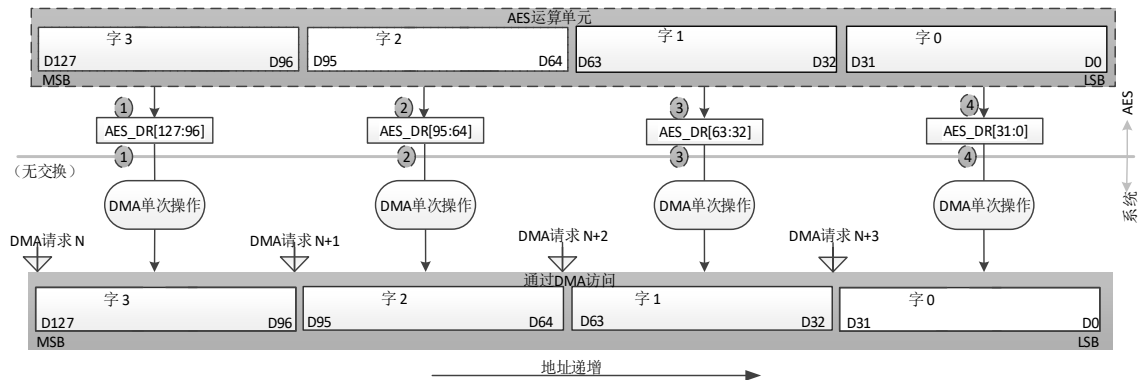 AES运算单元
字 3 字 2 字 1 字 0
D127 D96 D95 D64 D63 D32 D31 D0
MSB LSB
1 2 3 4
AES_DR[127:96] AES_DR[95:64] AES_DR[63:32] AES_DR[31:0]
AES
1 2 3 4
（无交换）
DMA单次操作 DMA单次操作 DMA单次操作 DMA单次操作
系统
DMA请求 N DMA请求 N+1 DMA请求 N+2 DMA请求 N+3
通过DMA访问
字 3 字 2 字 1 字 0
D127 D96 D95 D64 D63 D32 D31 D0
MSB LSB
地址递增